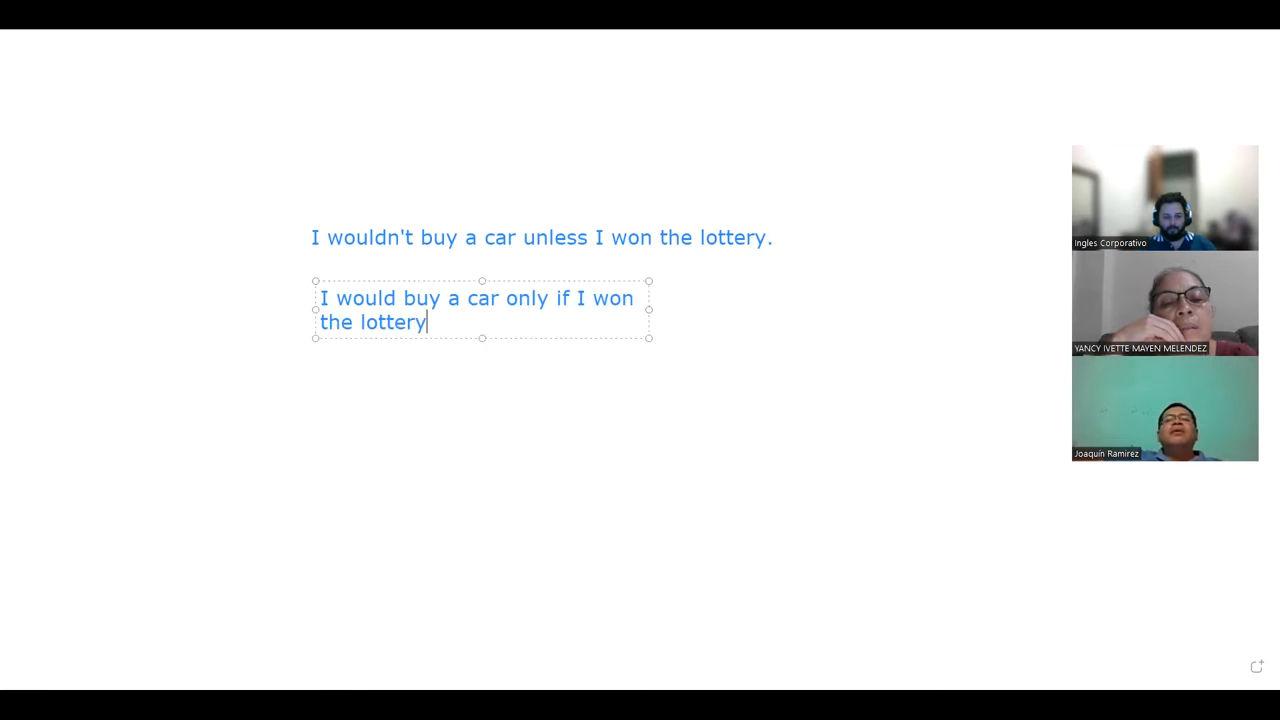 I wouldn't buy a car unless I won the lottery.
I would buy a car only if I won
the lottery
Ingles Corporativo
YANCY IVETTE MAYEN MELENDEZ
Joaquín Ramirez